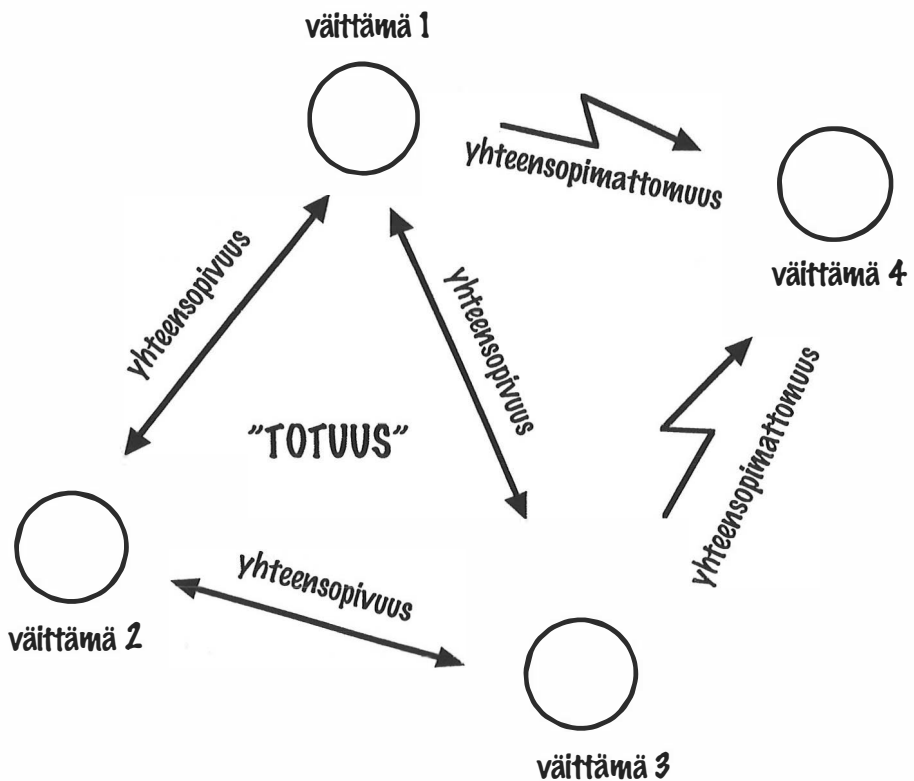 väittämä 1
yhteensopimattomuus
väittämä 4
yhteensopivuus
yhteensopivuus
yhteensopimattomuus
"TOTUUS"
väittämä 2
yhteensopivuus
väittämä 3